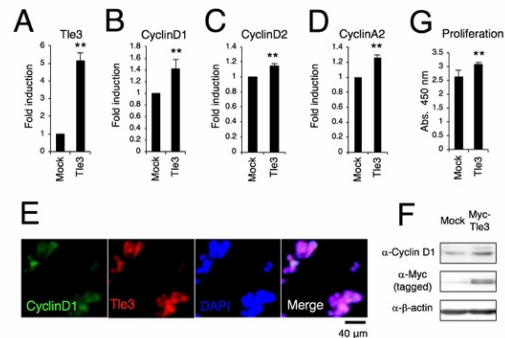 A
Tle3
Fold induction
6
5
4
3
2
1
0
Mock
Tle3
**
B
CyclinD1
Fold induction
1.8
1.6
1.4
1.2
1
0.8
0.6
0.4
0.2
0
Mock
Tle3
**
C
CyclinD2
Fold induction
1.4
1.2
1
0.8
0.6
0.4
0.2
0
Mock
Tle3
**
D
CyclinA2
Fold induction
1.4
1.2
1
0.8
0.6
0.4
0.2
0
Mock
Tle3
**
G
Proliferation
Abs. 450 nm
3.5
3
2.5
2
1.5
1
0.5
0
Mock
Tle3
**
E
CyclinD1
Tle3
DAPI
Merge
40 μm
F
Mock
Myc-
Tle3
α-Cyclin D1
α-Myc
(tagged)
α-β-actin